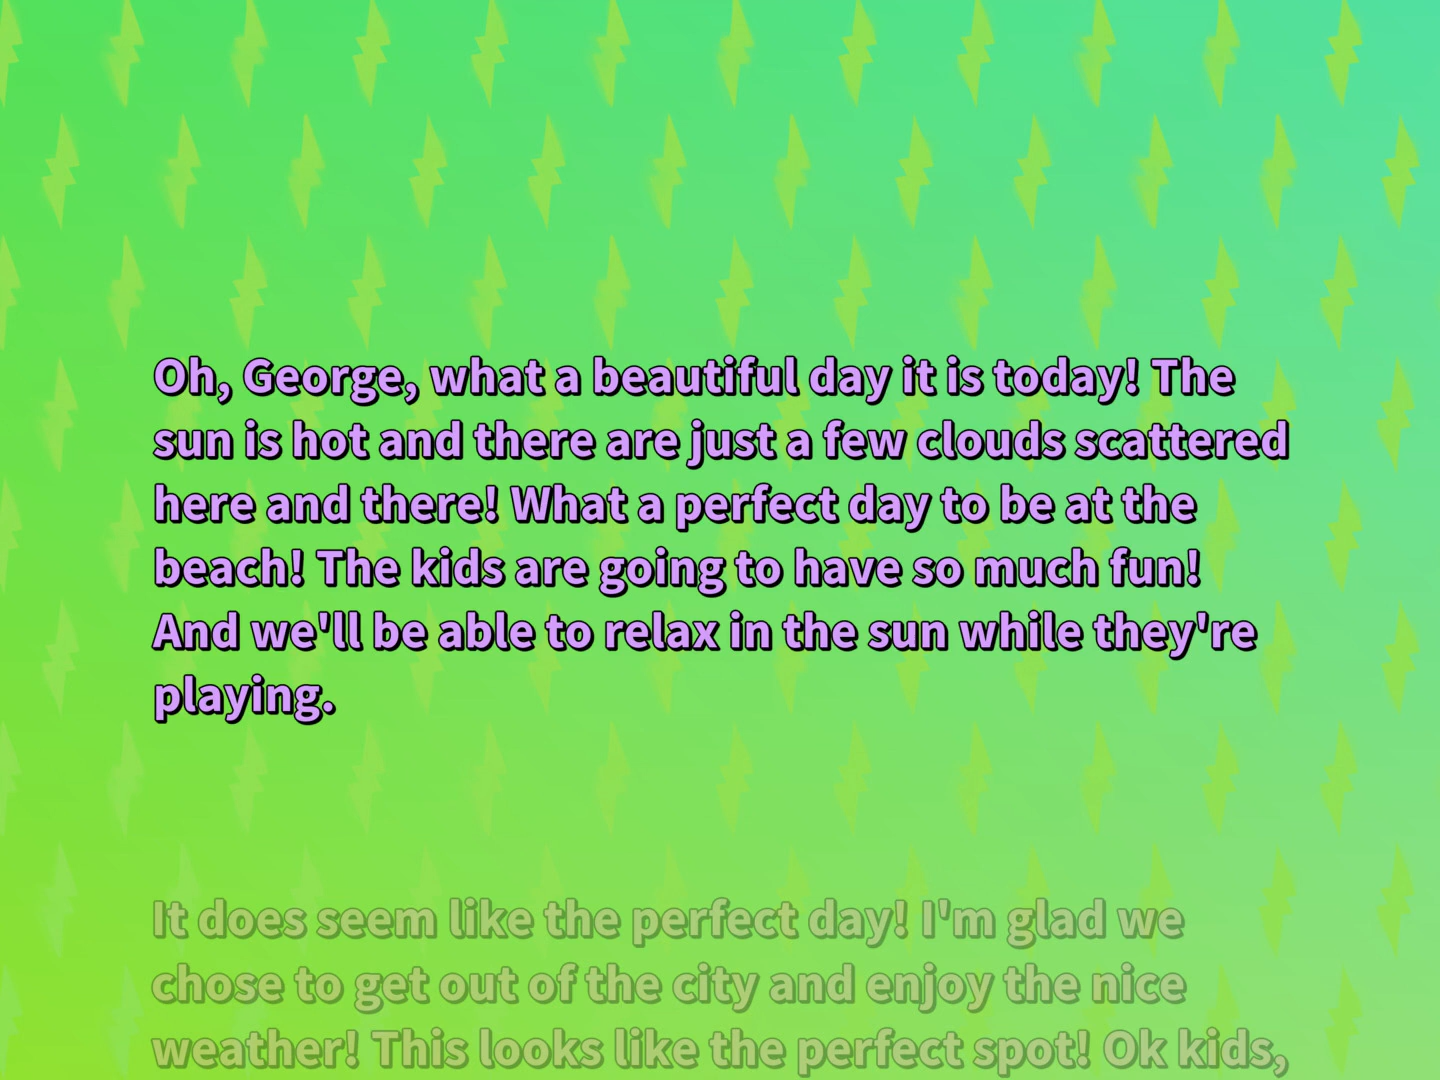 Oh, George, what a beautiful day it is today! The
sun is hot and there are just a few clouds scattered
here and there! What a perfect day to be at the
beach! The kids are going to have so much fun!
And we'll be able to relax in the sun while they're
playing.
It does seem like the perfect day! I'm glad we
chose to get out of the city and enjoy the nice
weather! This looks like the perfect spot! Ok kids,